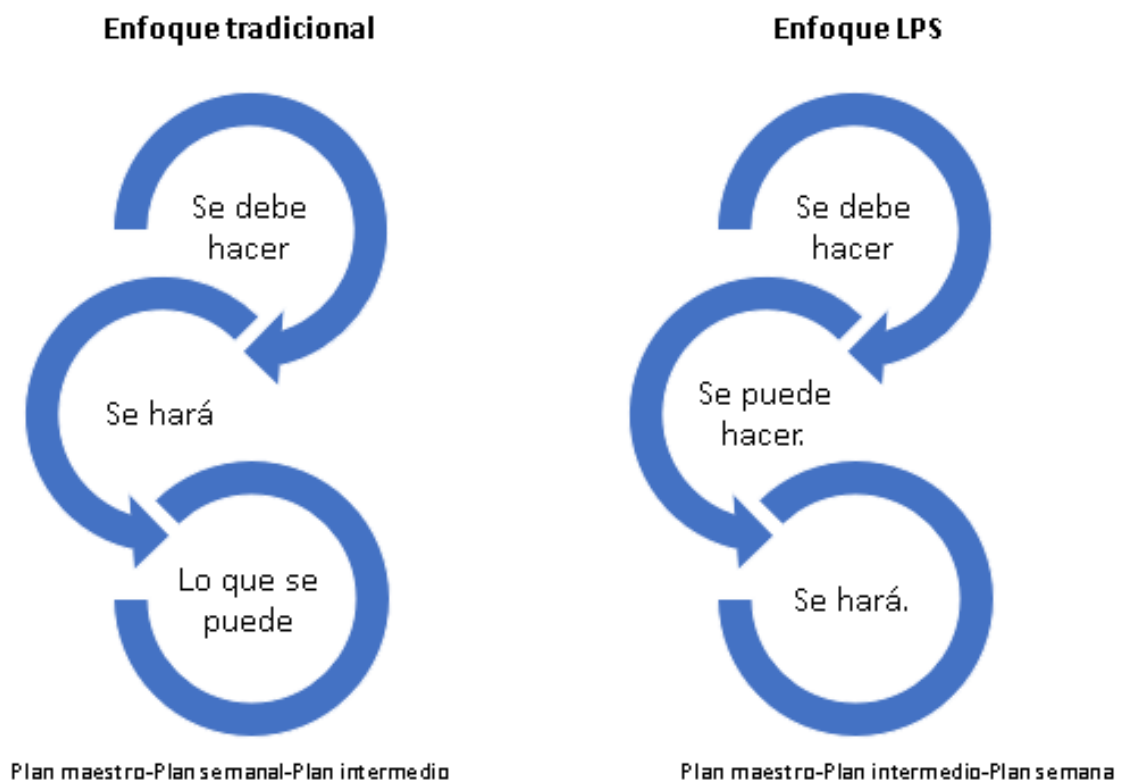 Enfoque tradicional
Se debe
hacer
Se hará
Lo que se
puede
Plan maestro-Plan semanal-Plan intermedio
Enfoque LPS
Se debe
hacer
Se puede
hacer.
Se hará.
Plan maestro-Plan intermedio-Plan semana